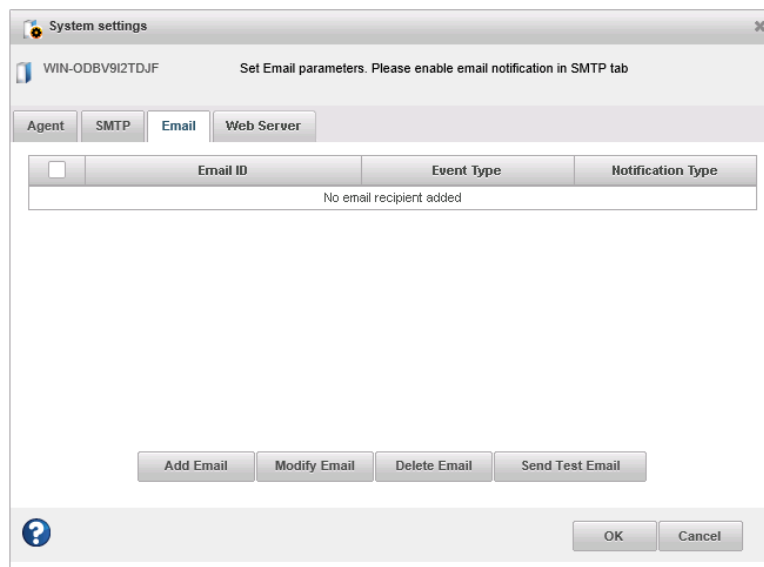 System settings
WIN-ODBV9I2TDJF Set Email parameters. Please enable email notification in SMTP tab
Agent SMTP Email Web Server
Email ID Event Type Notification Type
No email recipient added
Add Email Modify Email Delete Email Send Test Email
? OK Cancel